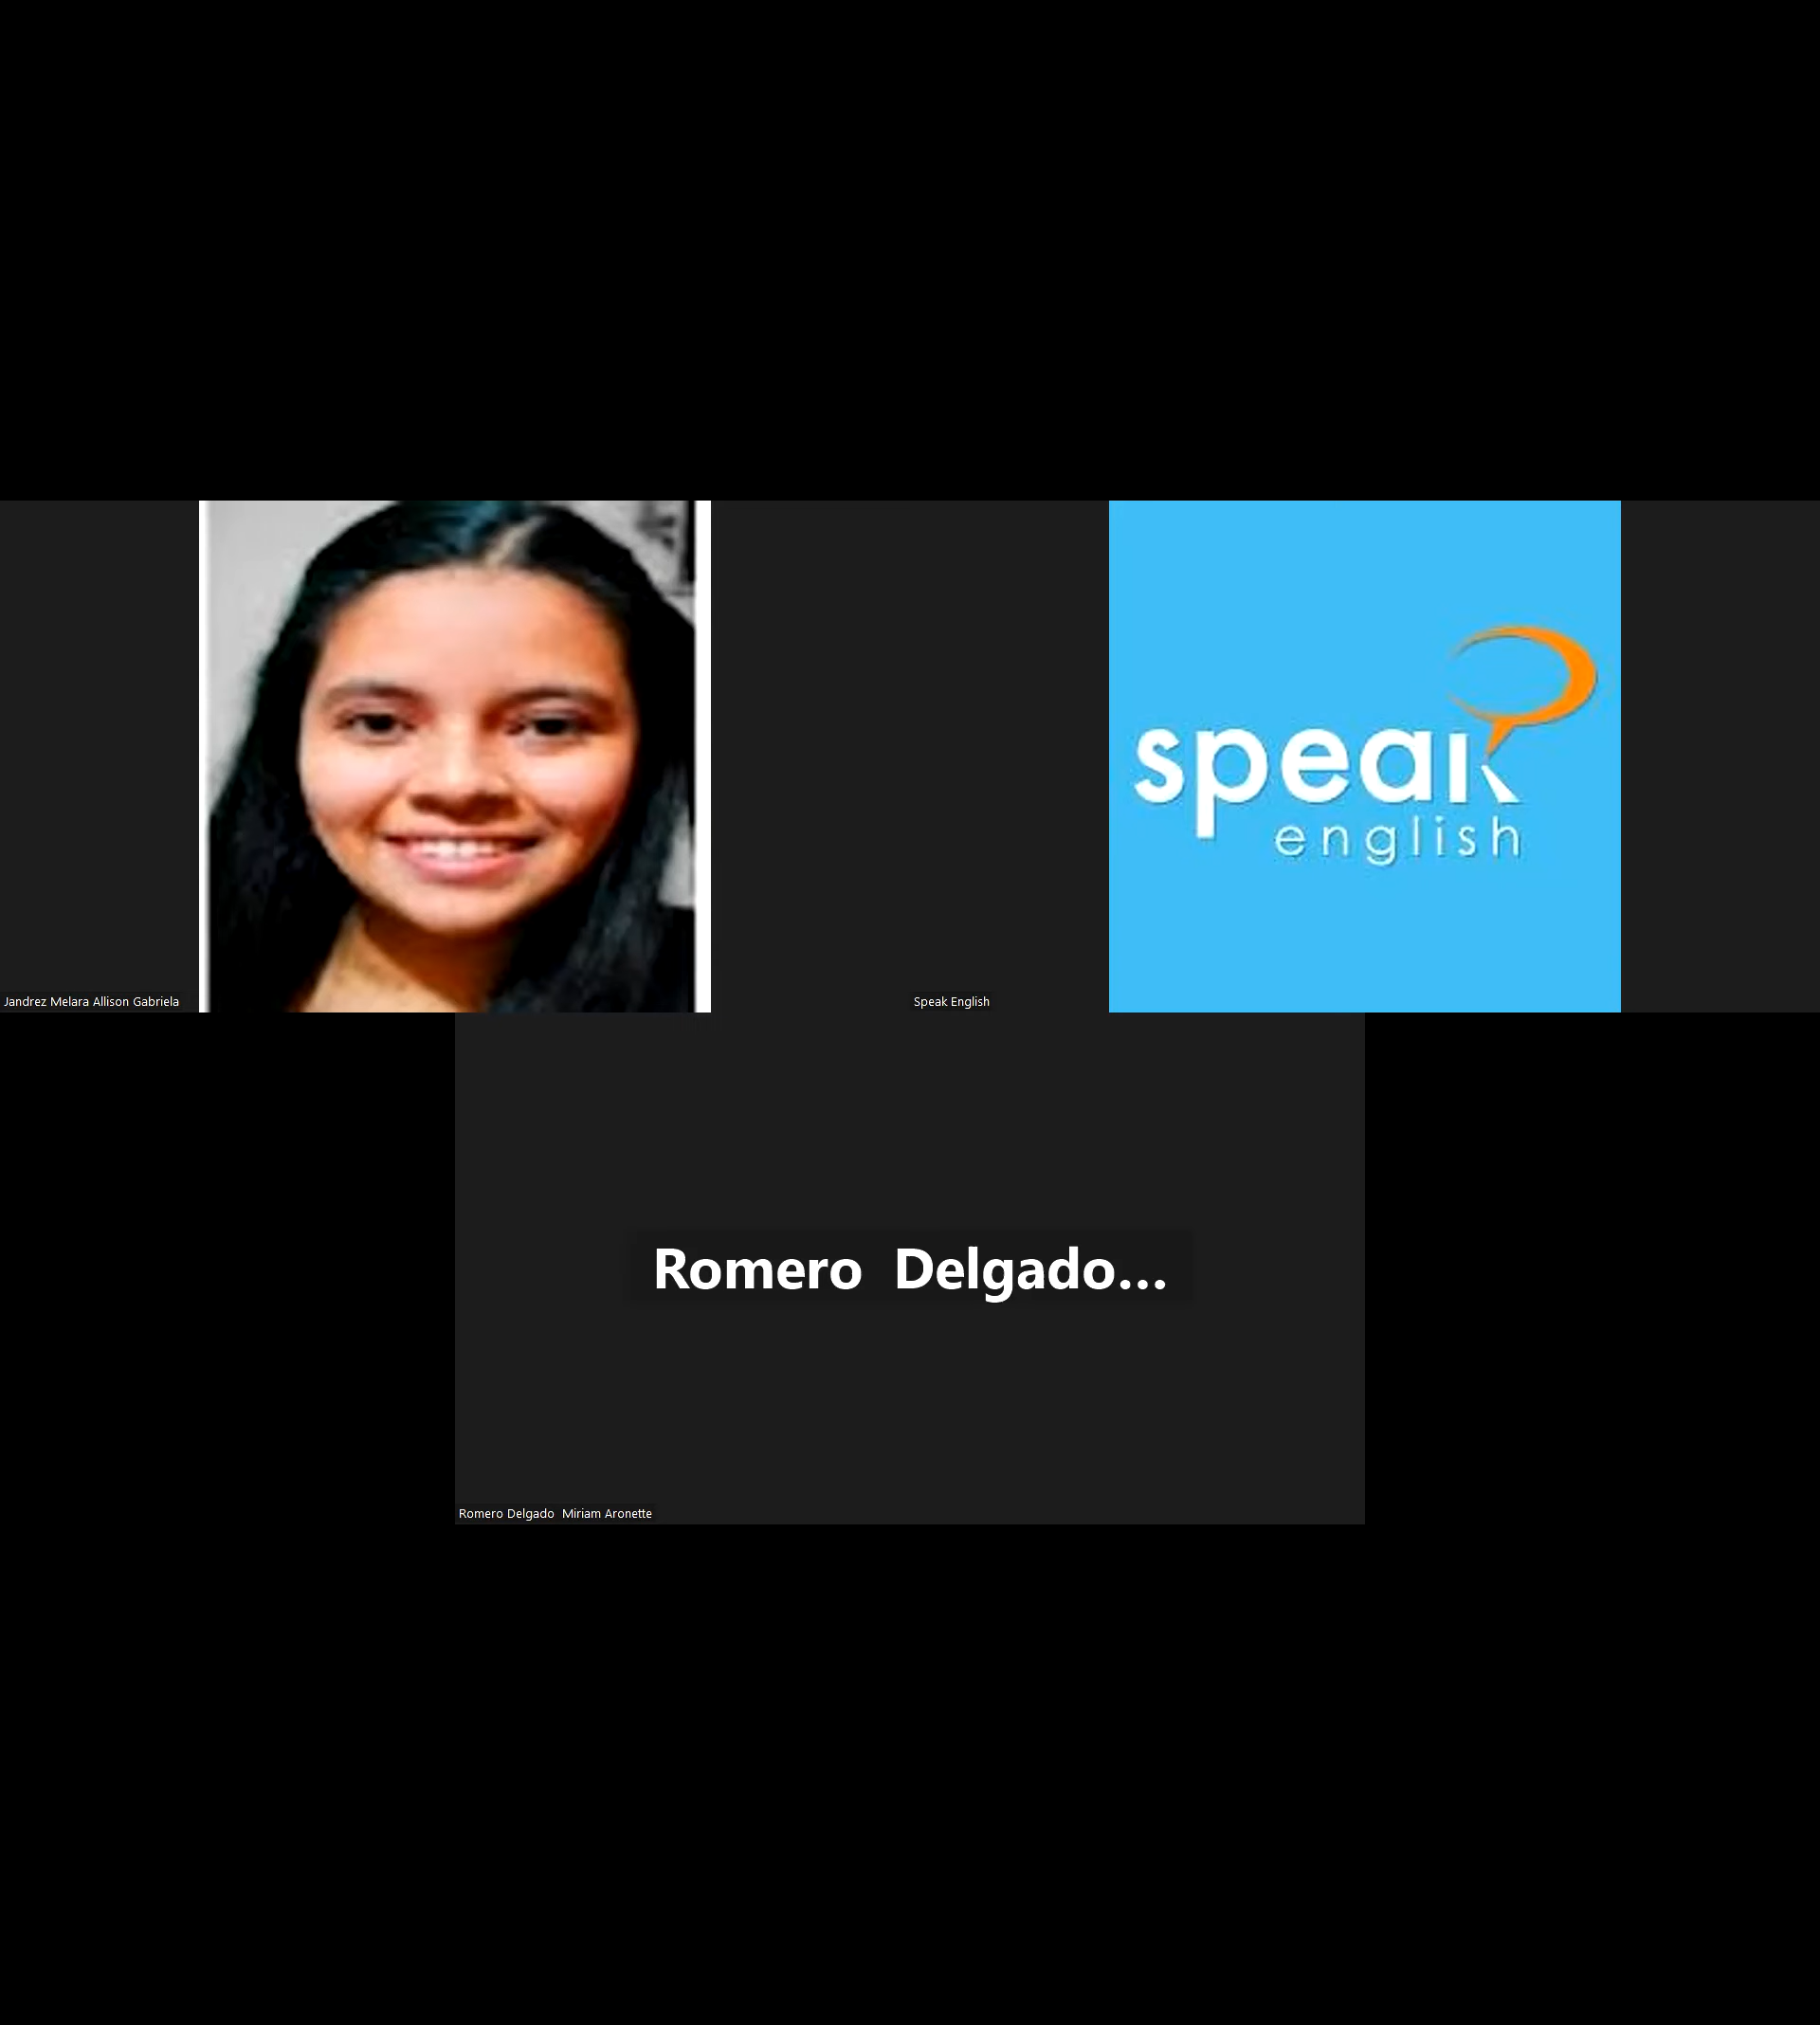 speak
english
Jandrez Melara Allison Gabriela
Speak English
Romero Delgado...
Romero Delgado Miriam Aronette